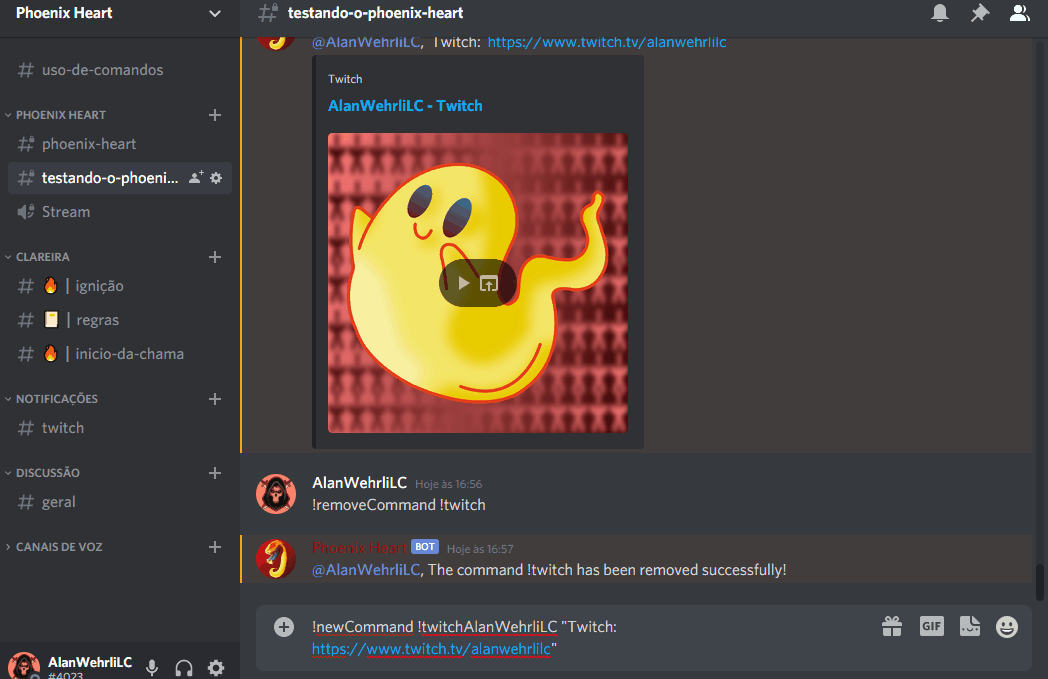 Phoenix Heart
uso-de-comandos
PHOENIX HEART
phoenix-heart
testando-o-phoeni...
Stream
CLAREIRA
| ignição
| regras
| inicio-da-chama
NOTIFICAÇÕES
twitch
DISCUSSÃO
geral
CANAIS DE VOZ
AlanWehrliLC
#4023
testando-o-phoenix-heart
@AlanWehrliLC, Twitch: https://www.twitch.tv/alanwehrlilc
Twitch
AlanWehrliLC - Twitch
AlanWehrliLC Hoje às 16:56
!removeCommand !twitch
Phoenix Heart BOT Hoje às 16:57
@AlanWehrliLC, The command !twitch has been removed successfully!
!newCommand !twitchAlanWehrliLC "Twitch:
https://www.twitch.tv/alanwehrlilc"
GIF